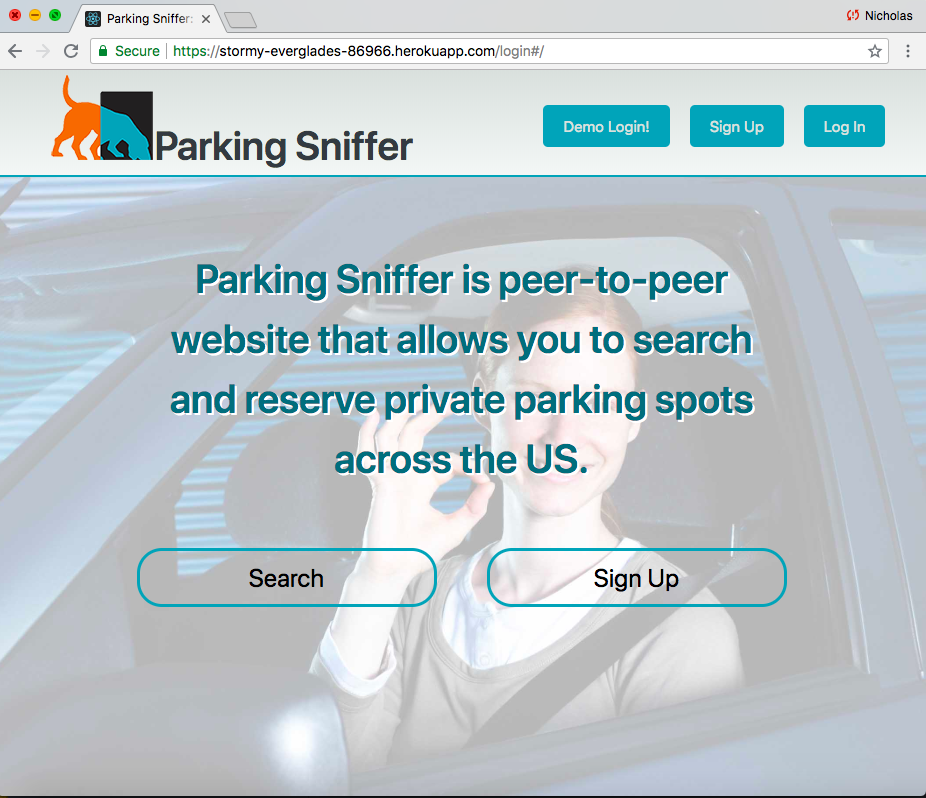 Parking Sniffer:
Nicholas
Secure
https://stormy-everglades-86966.herokuapp.com/login#/
Parking Sniffer
Demo Login!
Sign Up
Log In
Parking Sniffer is peer-to-peer
website that allows you to search
and reserve private parking spots
across the US.
Search
Sign Up